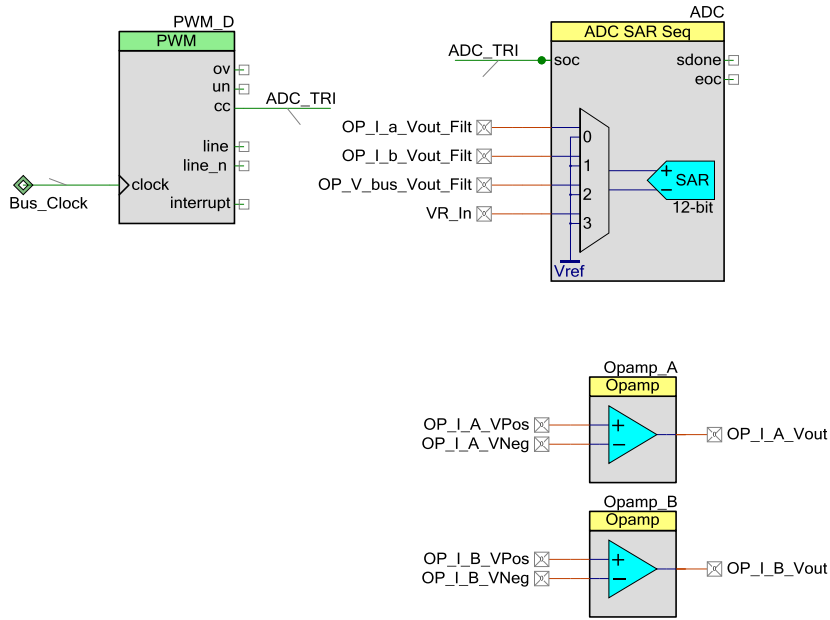 PWM_D
PWM
ov
un
cc
ADC_TRI
line
line_n
clock
interrupt
Bus_Clock
ADC
ADC SAR Seq
ADC_TRI
soc
sdone
eoc
OP_I_a_Vout_Filt
0
OP_I_b_Vout_Filt
1
OP_V_bus_Vout_Filt
2
VR_In
3
SAR
12-bit
Vref
Opamp_A
Opamp
OP_I_A_VPos
+
OP_I_A_VNeg
−
OP_I_A_Vout
Opamp_B
Opamp
OP_I_B_VPos
+
OP_I_B_VNeg
−
OP_I_B_Vout